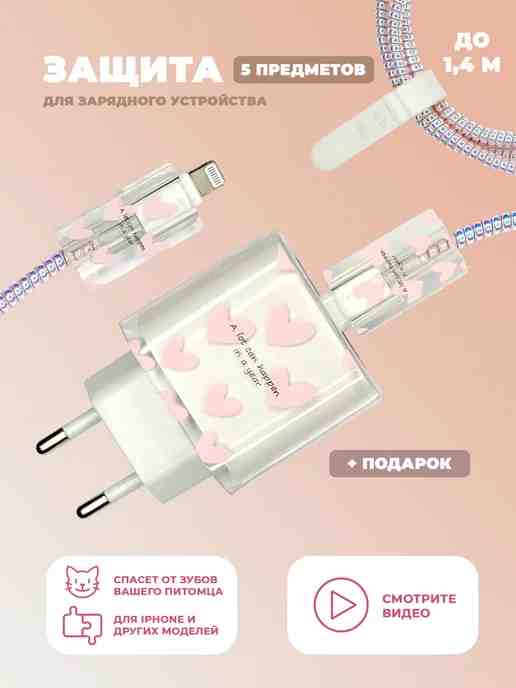 ДО
1,4 М
ЗАЩИТА
5 ПРЕДМЕТОВ
ДЛЯ ЗАРЯДНОГО УСТРОЙСТВА
A lot can happen
in a year
+ ПОДАРОК
СПАСЕТ ОТ ЗУБОВ
ВАШЕГО ПИТОМЦА
ДЛЯ IPHONE И
ДРУГИХ МОДЕЛЕЙ
СМОТРИТЕ
ВИДЕО